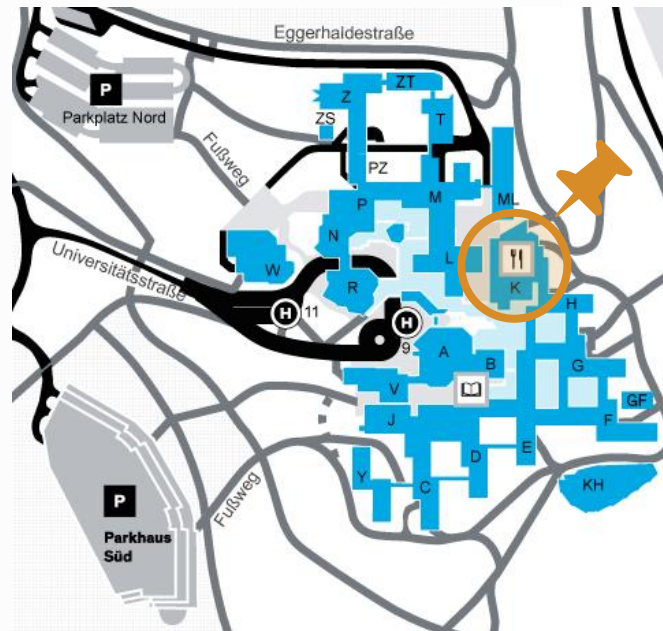 Eggerhaldestraße
P
Parkplatz Nord
Fußweg
Z
ZT
ZS
T
PZ
P
M
ML
N
W
L
Universitätsstraße
R
K
H
11
H
9
H
A
B
G
V
GF
J
F
E
D
Y
C
KH
P
Parkhaus
Süd
Fußweg